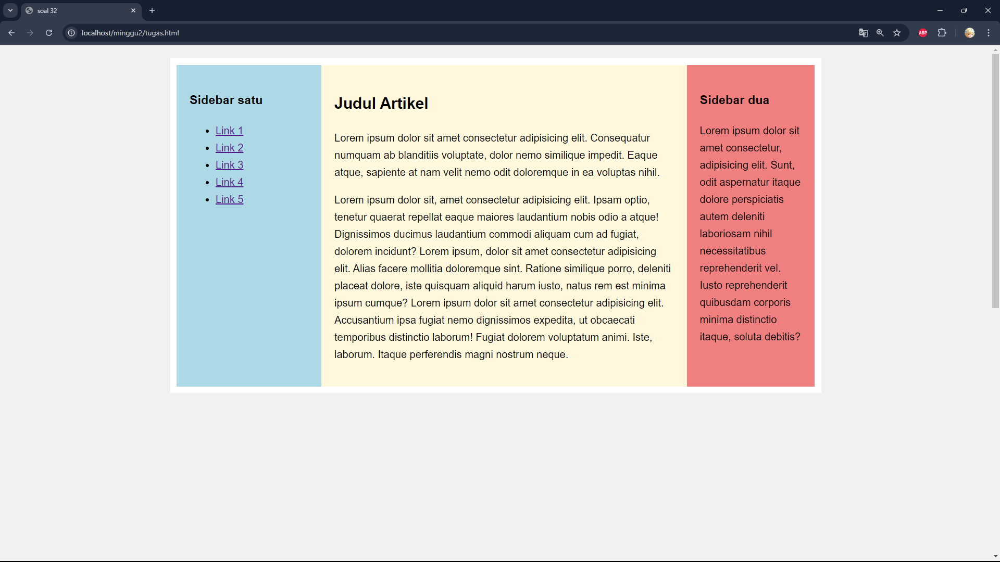 soal 32
localhost/minggu2/tugas.html
ABP
Sidebar satu
Link 1
Link 2
Link 3
Link 4
Link 5
Judul Artikel
Lorem ipsum dolor sit amet consectetur adipisicing elit. Consequatur
numquam ab blanditiis voluptate, dolor nemo similique impedit. Eaque
atque, sapiente at nam velit nemo odit doloremque in ea voluptas nihil.
Lorem ipsum dolor sit, amet consectetur adipisicing elit. Ipsam optio,
tenetur quaerat repellat eaque maiores laudantium nobis odio a atque!
Dignissimos ducimus laudantium commodi aliquam cum ad fugiat,
dolorem incidunt? Lorem ipsum, dolor sit amet consectetur adipisicing
elit. Alias facere mollitia doloremque sint. Ratione similique porro, deleniti
placeat dolore, iste quisquam aliquid harum iusto, natus rem est minima
ipsum cumque? Lorem ipsum dolor sit amet consectetur adipisicing elit.
Accusantium ipsa fugiat nemo dignissimos expedita, ut obcaecati
temporibus distinctio laborum! Fugiat dolorem voluptatum animi. Iste,
laborum. Itaque perferendis magni nostrum neque.
Sidebar dua
Lorem ipsum dolor sit
amet consectetur,
adipisicing elit. Sunt,
odit aspernatur itaque
dolore perspiciatis
autem deleniti
laboriosam nihil
necessitatibus
reprehenderit vel.
Iusto reprehenderit
quibusdam corporis
minima distinctio
itaque, soluta debitis?